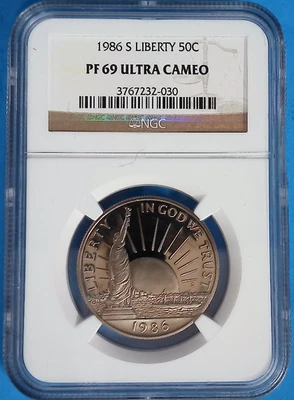 1986 S LIBERTY 50C
PF 69 ULTRA CAMEO
3767232-030
NGC
LIBERTY
IN GOD WE TRUST
1986